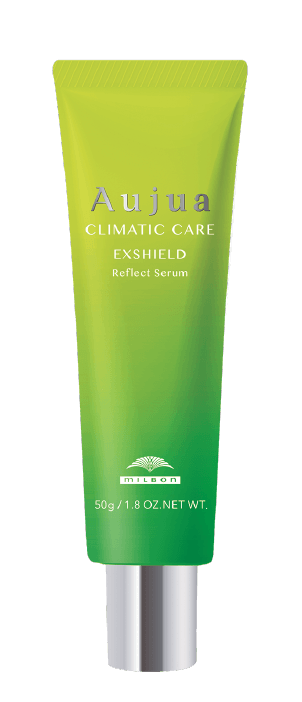 Aujua
CLIMATIC CARE
EXSHIELD
Reflect Serum
MILBON
50g / 1.8 OZ.NET WT.